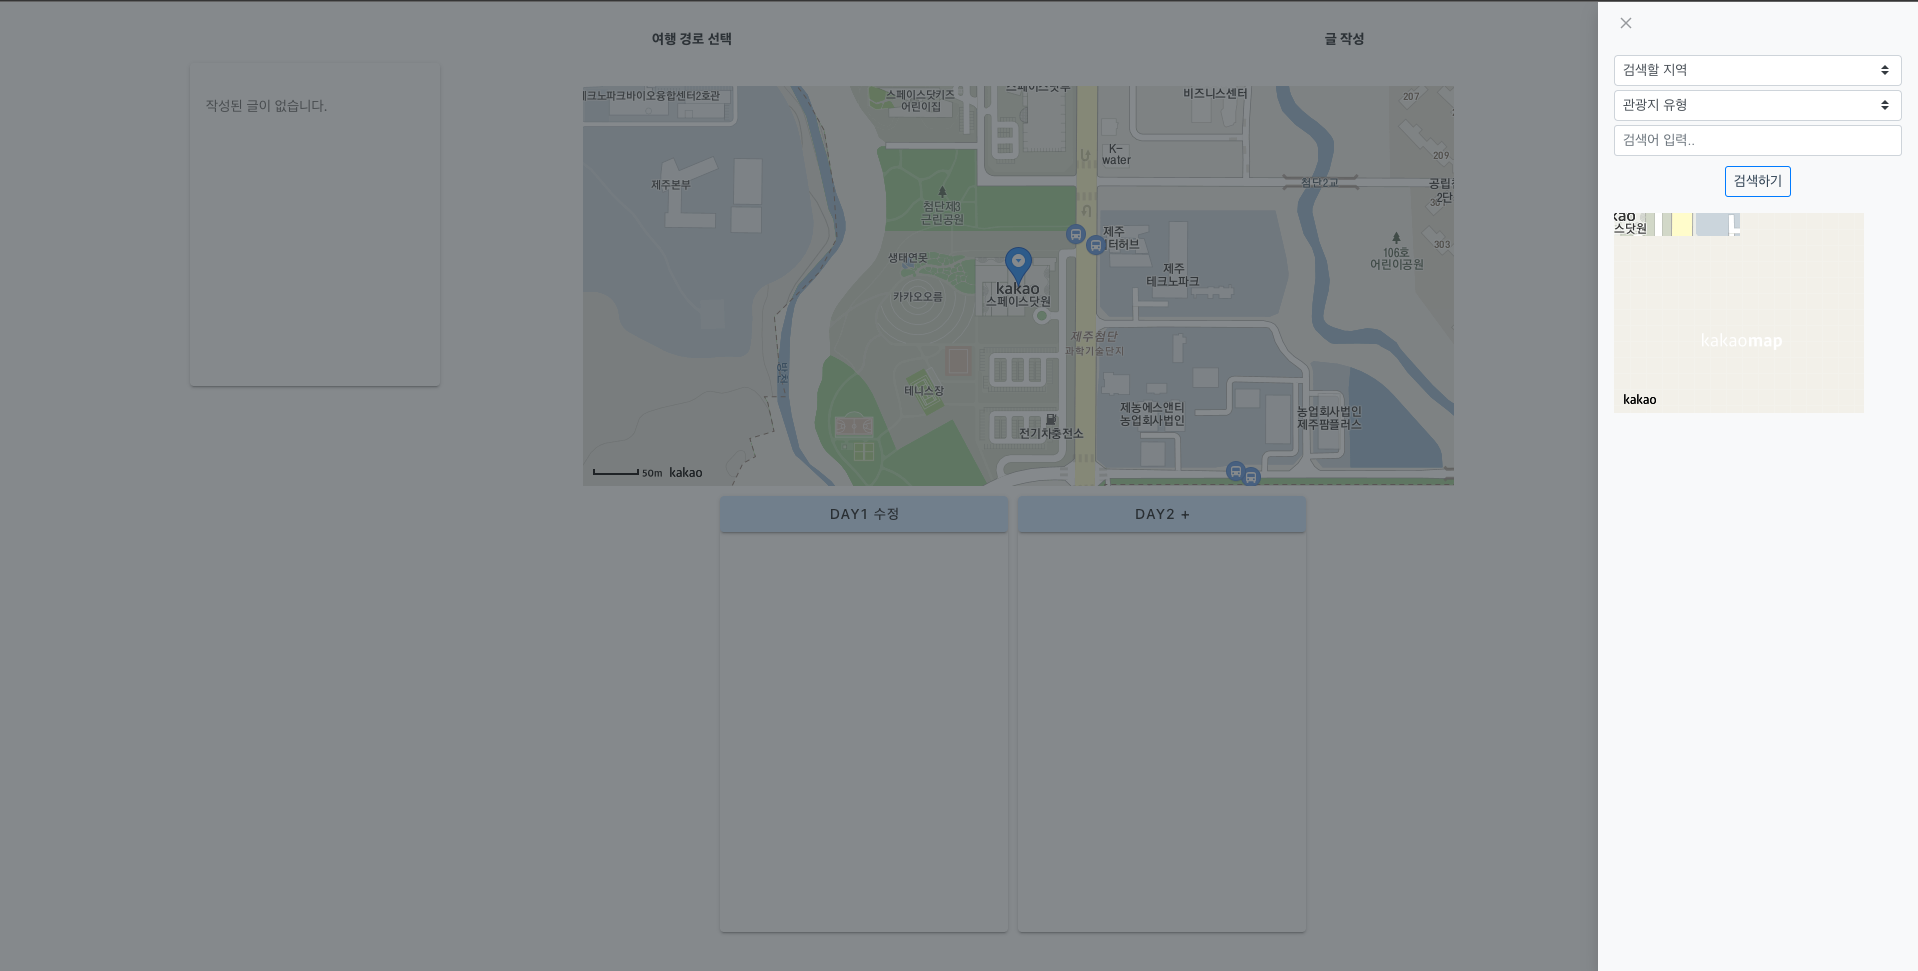 여행 경로 선택
글 작성
작성된 글이 없습니다.
테크노파크바이오융합센터2호관
스페이스닷키즈
어린이집
스페이스닷투
비즈니스센터
207
K-
water
209
제주본부
첨단2교
첨단제3
근린공원
제주
303
106호
어린이공원
생태연못
제주
테크노파크
카카오오름
kakao
스페이스닷원
제주첨단
과학기술단지
테니스장
제농에스앤티
농업회사법인
농업회사법인
제주팜플러스
전기차충전소
50m kakao
DAY1 수정
DAY2 +
×
검색할 지역
관광지 유형
검색어 입력..
검색하기
kao
스닷원
kakaomap
kakao